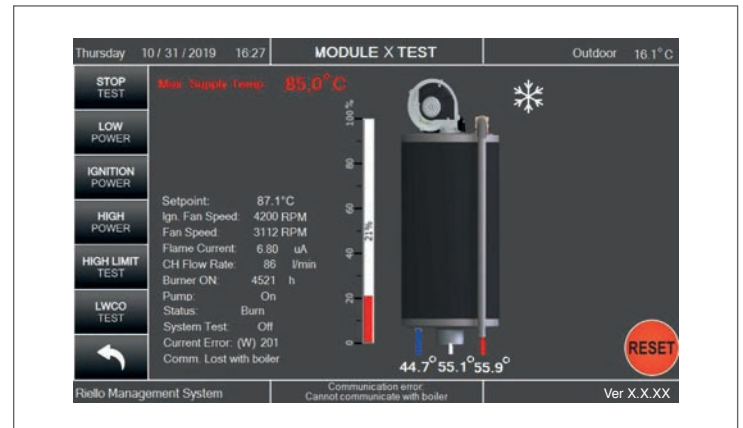 Thursday 10 / 31 / 2019 16:27 MODULE X TEST Outdoor 16.1°C
STOP
TEST
Max. Supply Temp. 85,0°C
LOW
POWER
IGNITION
POWER
HIGH
POWER
HIGH LIMIT
TEST
LWCO
TEST
Setpoint: 87.1°C
Ign. Fan Speed: 4200 RPM
Fan Speed: 3112 RPM
Flame Current: 6.80 uA
CH Flow Rate: 86 l/min
Burner ON: 4521 h
Pump: On
Status: Burn
System Test: Off
Current Error: (W) 201
Comm. Lost with boiler
100 %
80
60
40
20
0
21%
44.7° 55.1° 55.9°
RESET
Riello Management System
Communication error:
Cannot communicate with boiler
Ver X.X.XX